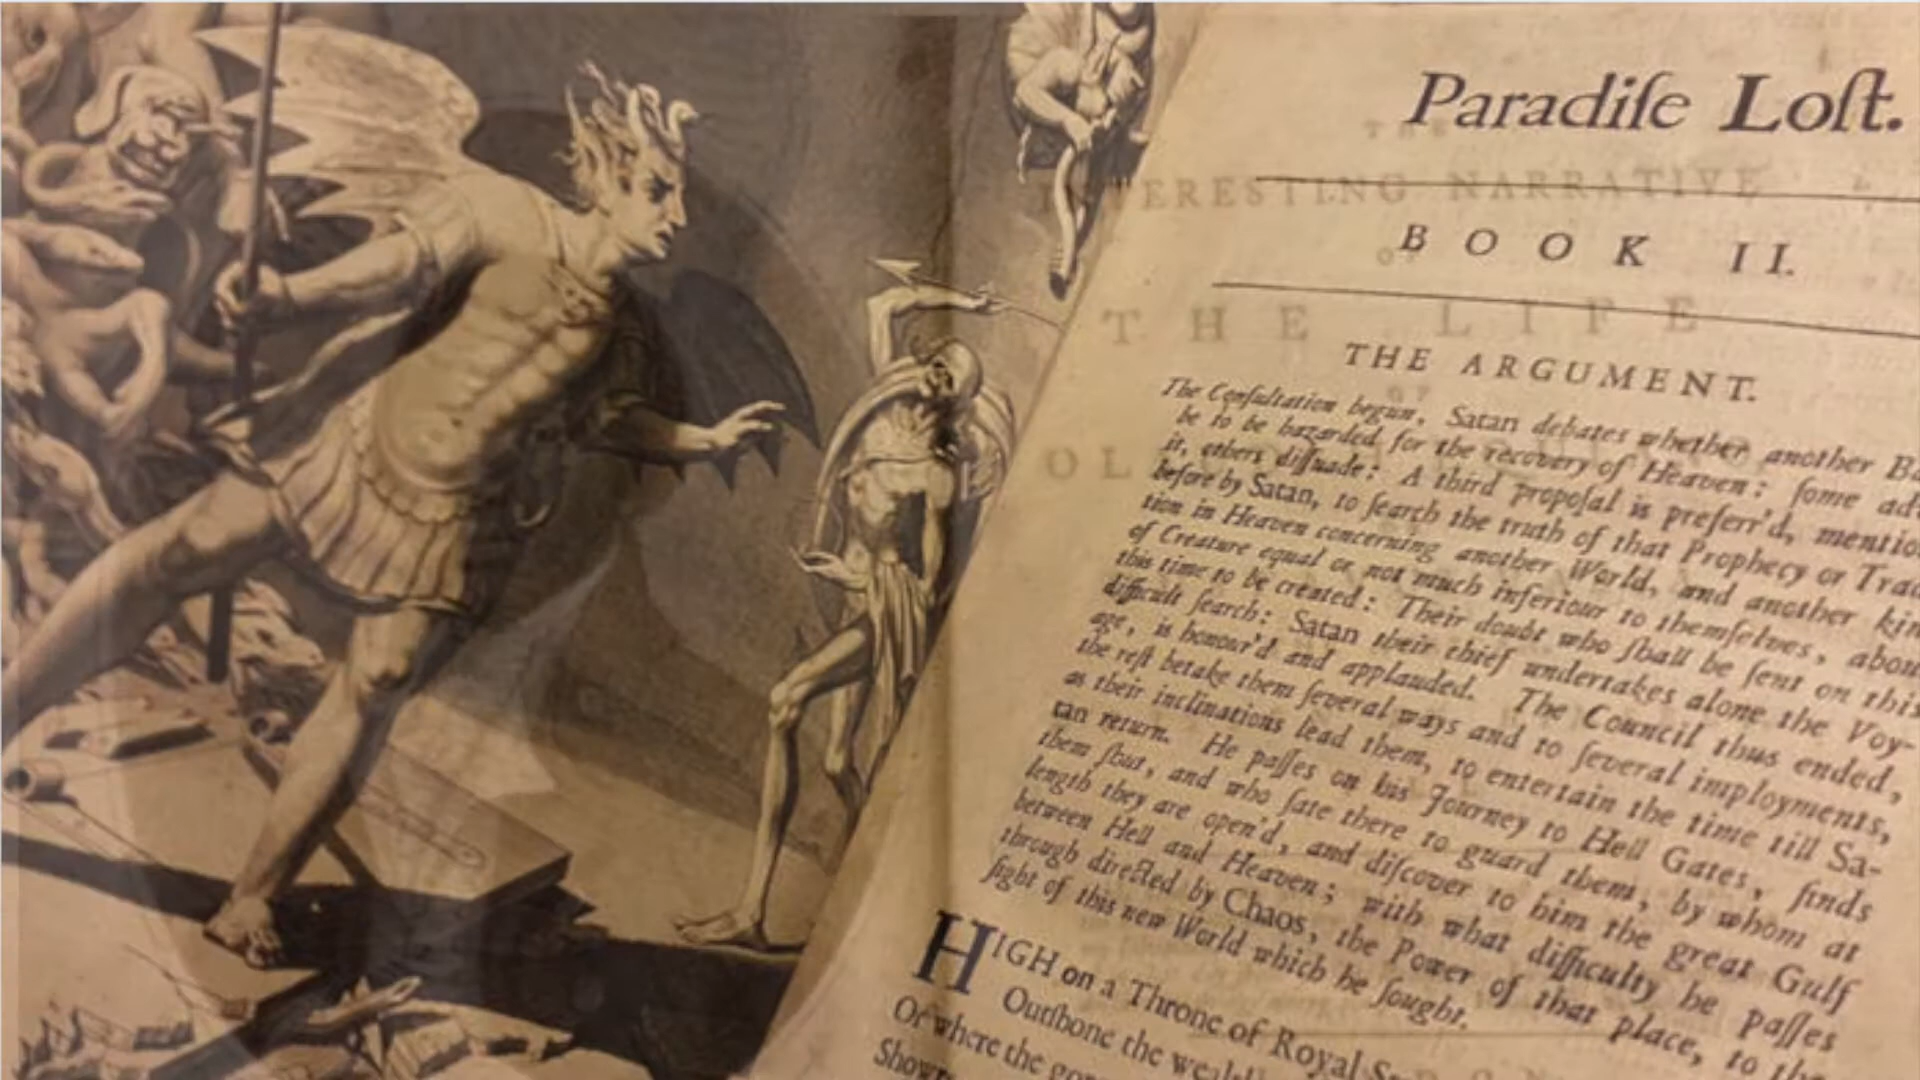 Paradiſe Loſt.
BOOK II.
THE ARGUMENT.
The Conſultation begun, Satan debates whether another
be to be hazarded for the recovery of Heaven: ſome
it, others diſſuade: A third propoſal is preferr'd,
before by Satan, to ſearch the truth of that Prophecy or
tion in Heaven concerning another World, and another
of Creature equal or not much inferiour to themſelves,
this time to be created: Their doubt who ſhall be ſent on this
difficult ſearch: Satan their chief undertakes alone the Voy-
age, is honour'd and applauded. The Council thus ended,
the reſt betake them ſeveral ways and to ſeveral imployments,
as their inclinations lead them, to entertain the time till Sa-
tan return. He paſſes on his Journey to Hell Gates, finds
them ſhut, and who ſate there to guard them, by whom at
length they are open'd, and diſcover to him the great Gulf
between Hell and Heaven; with what difficulty he paſſes
through directed by Chaos, the Power of that place, to the
ſight of this new World which he ſought.
HIGH on a Throne of Royal
Outſhone the
Or where the
INTERESTING NARRATIVE
OF
THE LIFE
OF